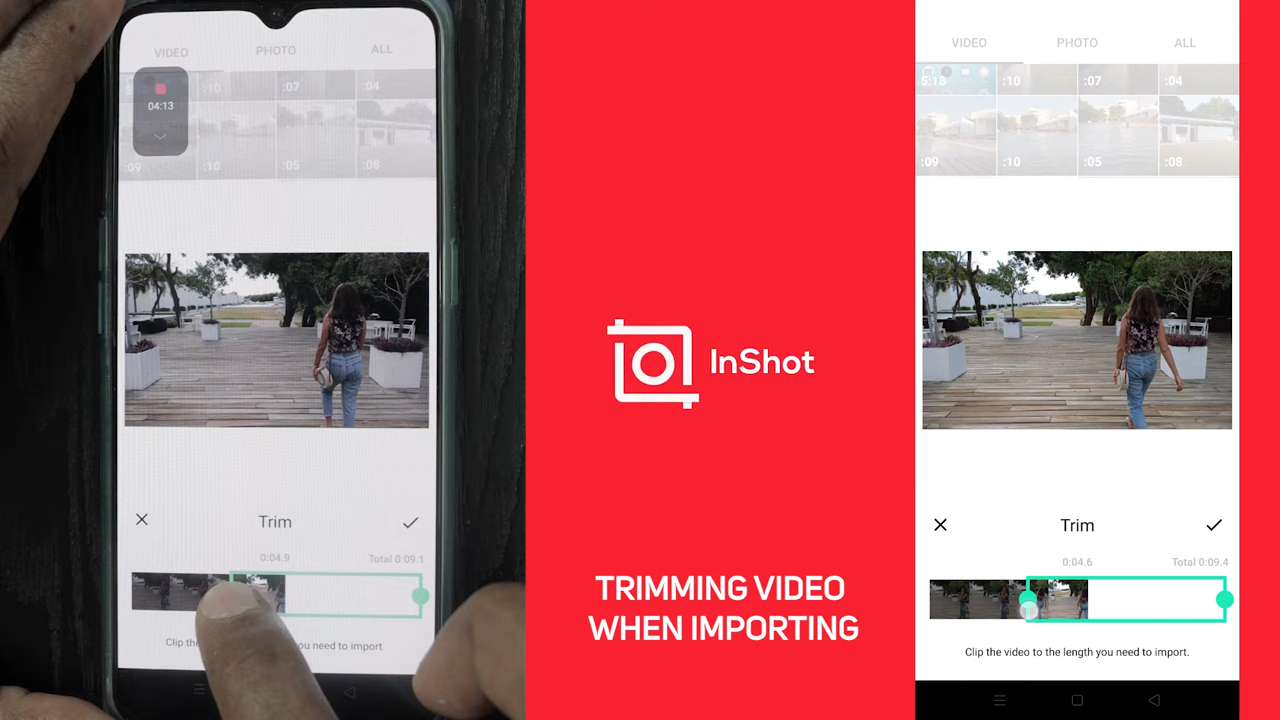 VIDEO
PHOTO
ALL
:10
:07
:04
04:13
:09
:10
:05
:08
Trim
0:04.9
Total 0:09.1
Clip the
you need to import.
InShot
TRIMMING VIDEO
WHEN IMPORTING
VIDEO
PHOTO
ALL
5:18
:10
:07
:04
:09
:10
:05
:08
Trim
0:04.6
Total 0:09.4
Clip the video to the length you need to import.